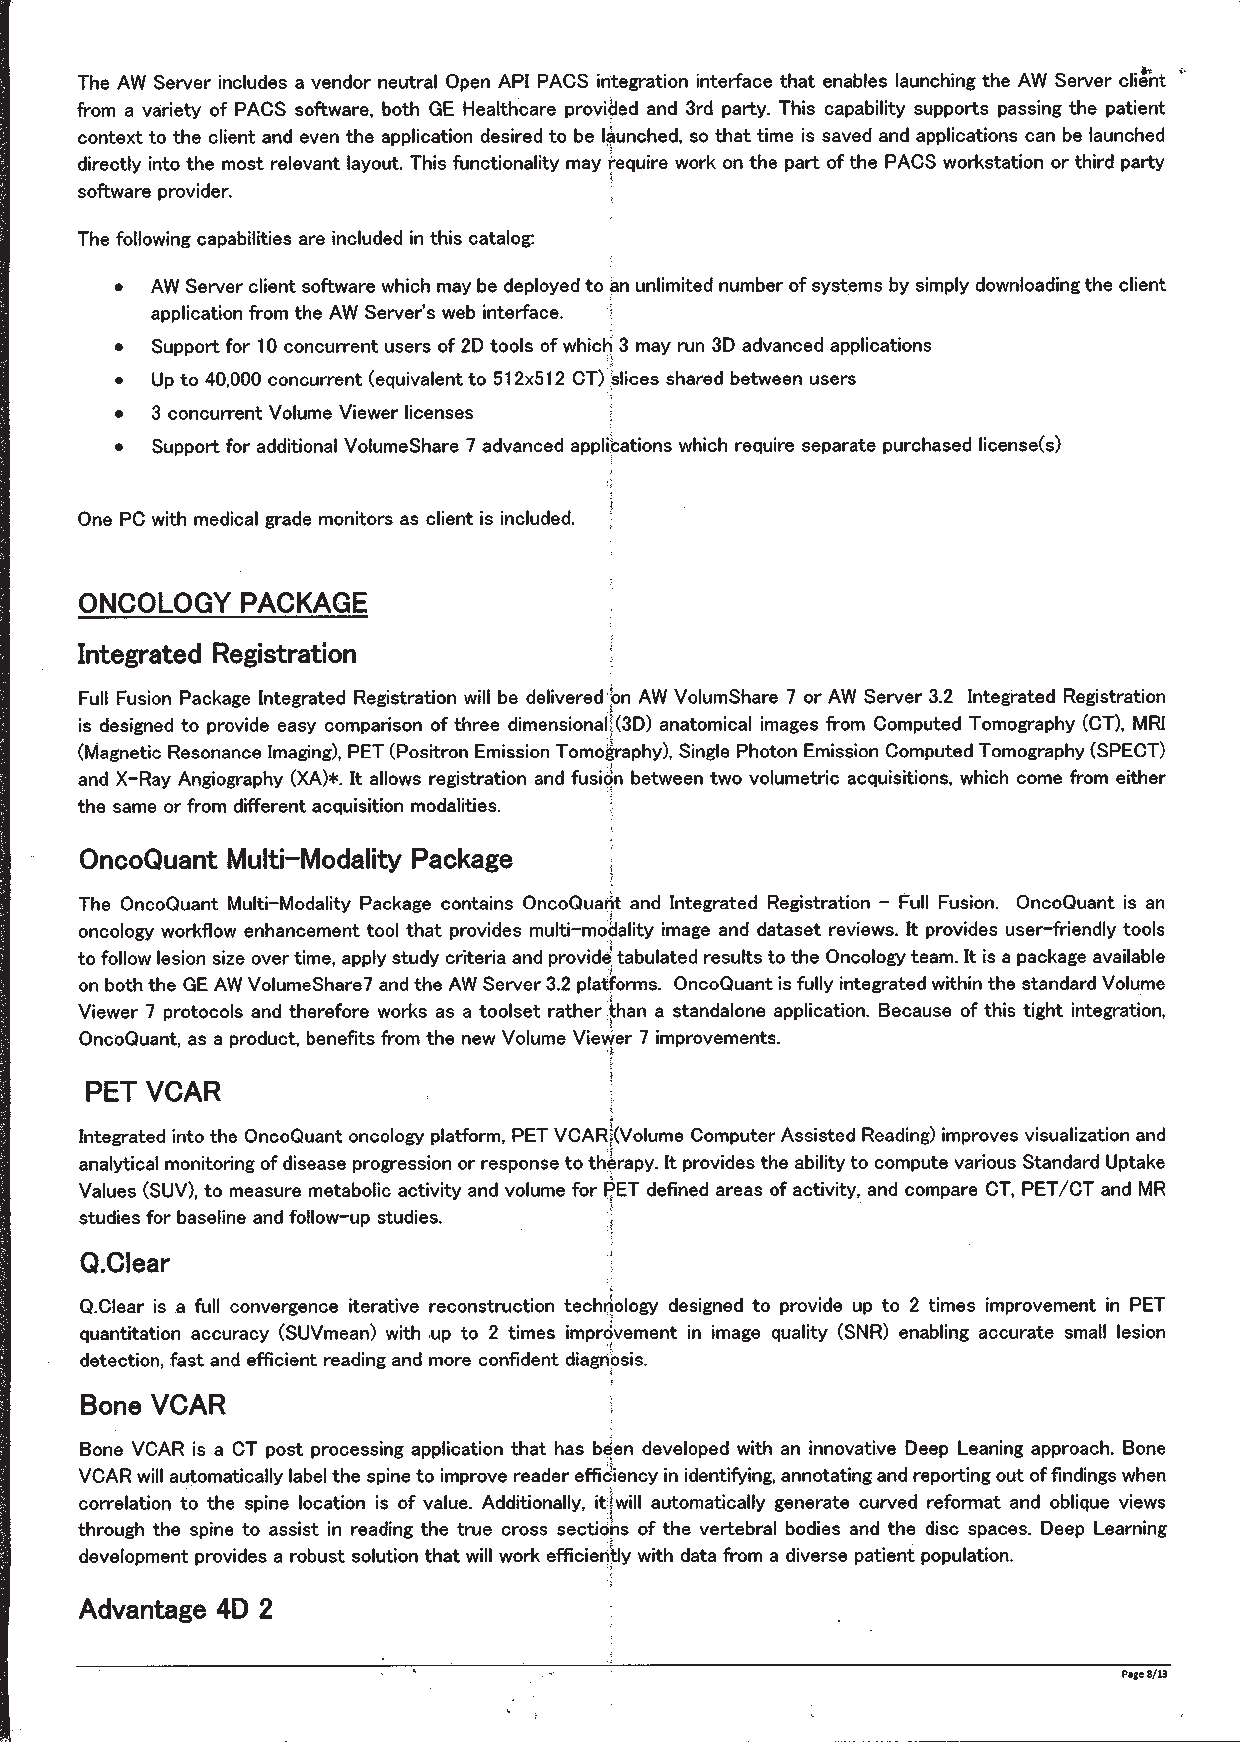 The AW Server includes a vendor neutral Open API PACS integration interface that enables launching the AW Server client
from a variety of PACS software, both GE Healthcare provided and 3rd party. This capability supports passing the patient
context to the client and even the application desired to be launched, so that time is saved and applications can be launched
directly into the most relevant layout. This functionality may require work on the part of the PACS workstation or third party
software provider.
The following capabilities are included in this catalog:
• AW Server client software which may be deployed to an unlimited number of systems by simply downloading the client
application from the AW Server's web interface.
• Support for 10 concurrent users of 2D tools of which 3 may run 3D advanced applications
• Up to 40,000 concurrent (equivalent to 512x512 CT) slices shared between users
• 3 concurrent Volume Viewer licenses
• Support for additional VolumeShare 7 advanced applications which require separate purchased license(s)
One PC with medical grade monitors as client is included.
ONCOLOGY PACKAGE
Integrated Registration
Full Fusion Package Integrated Registration will be delivered on AW VolumShare 7 or AW Server 3.2 Integrated Registration
is designed to provide easy comparison of three dimensional (3D) anatomical images from Computed Tomography (CT), MRI
(Magnetic Resonance Imaging), PET (Positron Emission Tomography), Single Photon Emission Computed Tomography (SPECT)
and X-Ray Angiography (XA)*. It allows registration and fusion between two volumetric acquisitions, which come from either
the same or from different acquisition modalities.
OncoQuant Multi-Modality Package
The OncoQuant Multi-Modality Package contains OncoQuant and Integrated Registration - Full Fusion. OncoQuant is an
oncology workflow enhancement tool that provides multi-modality image and dataset reviews. It provides user-friendly tools
to follow lesion size over time, apply study criteria and provide tabulated results to the Oncology team. It is a package available
on both the GE AW VolumeShare7 and the AW Server 3.2 platforms. OncoQuant is fully integrated within the standard Volume
Viewer 7 protocols and therefore works as a toolset rather than a standalone application. Because of this tight integration,
OncoQuant, as a product, benefits from the new Volume Viewer 7 improvements.
PET VCAR
Integrated into the OncoQuant oncology platform, PET VCAR (Volume Computer Assisted Reading) improves visualization and
analytical monitoring of disease progression or response to therapy. It provides the ability to compute various Standard Uptake
Values (SUV), to measure metabolic activity and volume for PET defined areas of activity, and compare CT, PET/CT and MR
studies for baseline and follow-up studies.
Q.Clear
Q.Clear is a full convergence iterative reconstruction technology designed to provide up to 2 times improvement in PET
quantitation accuracy (SUVmean) with up to 2 times improvement in image quality (SNR) enabling accurate small lesion
detection, fast and efficient reading and more confident diagnosis.
Bone VCAR
Bone VCAR is a CT post processing application that has been developed with an innovative Deep Leaning approach. Bone
VCAR will automatically label the spine to improve reader efficiency in identifying, annotating and reporting out of findings when
correlation to the spine location is of value. Additionally, it will automatically generate curved reformat and oblique views
through the spine to assist in reading the true cross sections of the vertebral bodies and the disc spaces. Deep Learning
development provides a robust solution that will work efficiently with data from a diverse patient population.
Advantage 4D 2
Page 8/13